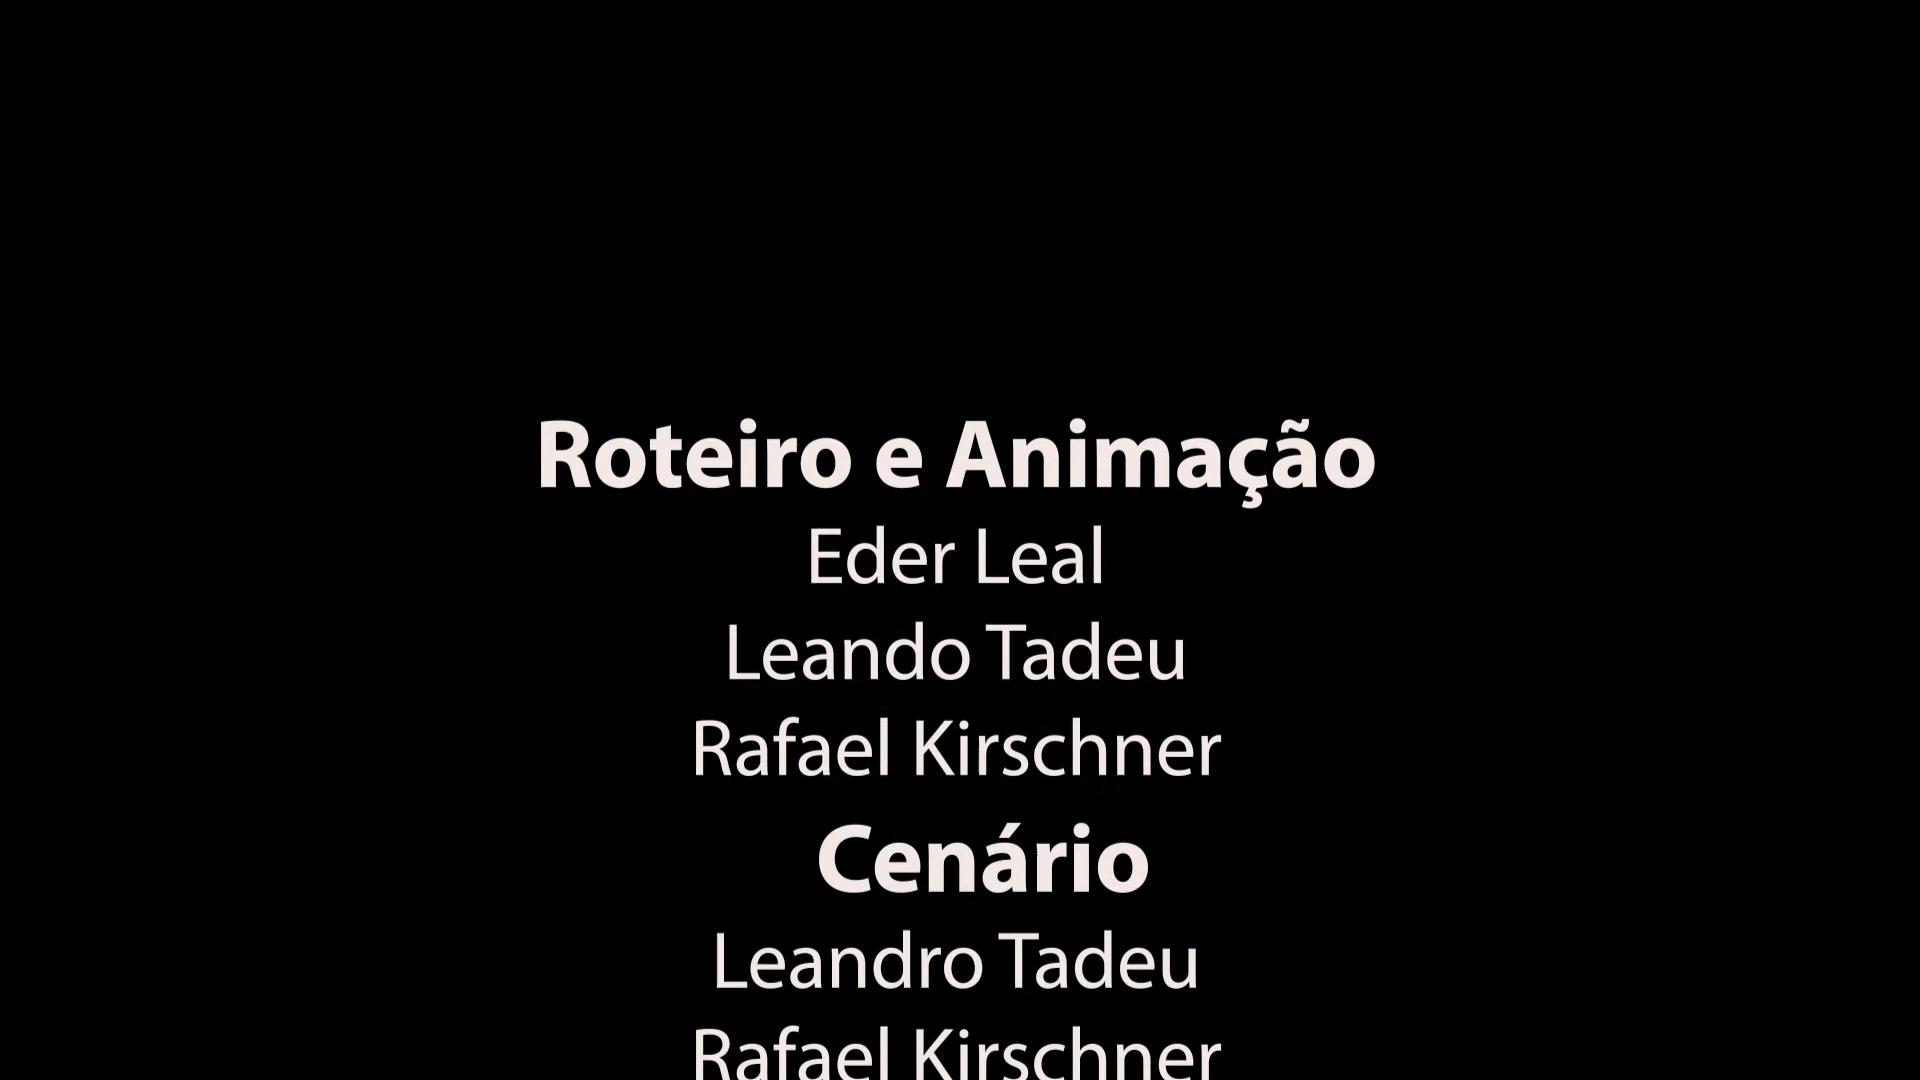 Roteiro e Animação
Eder Leal
Leando Tadeu
Rafael Kirschner
Cenário
Leandro Tadeu
Rafael Kirschner